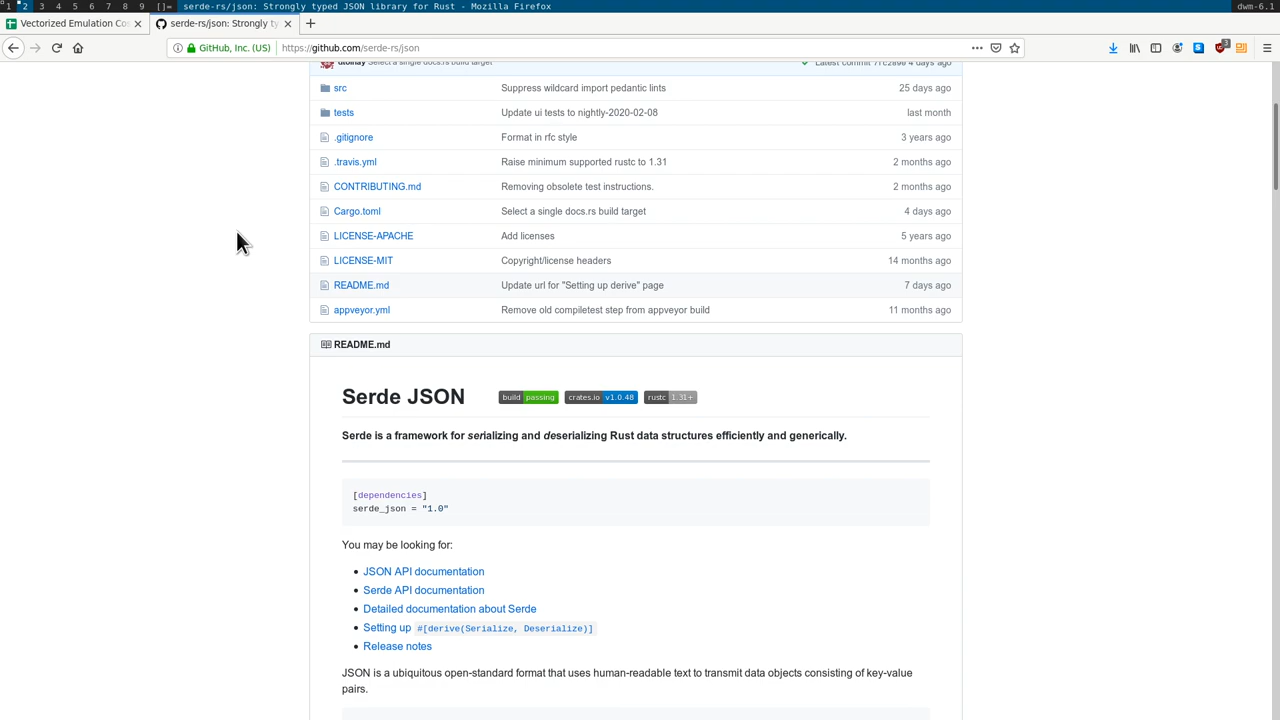 1 2 3 4 5 6 7 8 9 []= serde-rs/json: Strongly typed JSON library for Rust - Mozilla Firefox dwm-6.1
Vectorized Emulation Cos × serde-rs/json: Strongly ty × +
GitHub, Inc. (US) https://github.com/serde-rs/json 3
Select a single docs.rs build target Latest commit 4 days ago
src Suppress wildcard import pedantic lints 25 days ago
tests Update ui tests to nightly-2020-02-08 last month
.gitignore Format in rfc style 3 years ago
.travis.yml Raise minimum supported rustc to 1.31 2 months ago
CONTRIBUTING.md Removing obsolete test instructions. 2 months ago
Cargo.toml Select a single docs.rs build target 4 days ago
LICENSE-APACHE Add licenses 5 years ago
LICENSE-MIT Copyright/license headers 14 months ago
README.md Update url for "Setting up derive" page 7 days ago
appveyor.yml Remove old compiletest step from appveyor build 11 months ago
README.md
Serde JSON build passing crates.io v1.0.48 rustc 1.31+
Serde is a framework for serializing and deserializing Rust data structures efficiently and generically.
[dependencies]
serde_json = "1.0"
You may be looking for:
• JSON API documentation
• Serde API documentation
• Detailed documentation about Serde
• Setting up #[derive(Serialize, Deserialize)]
• Release notes
JSON is a ubiquitous open-standard format that uses human-readable text to transmit data objects consisting of key-value
pairs.